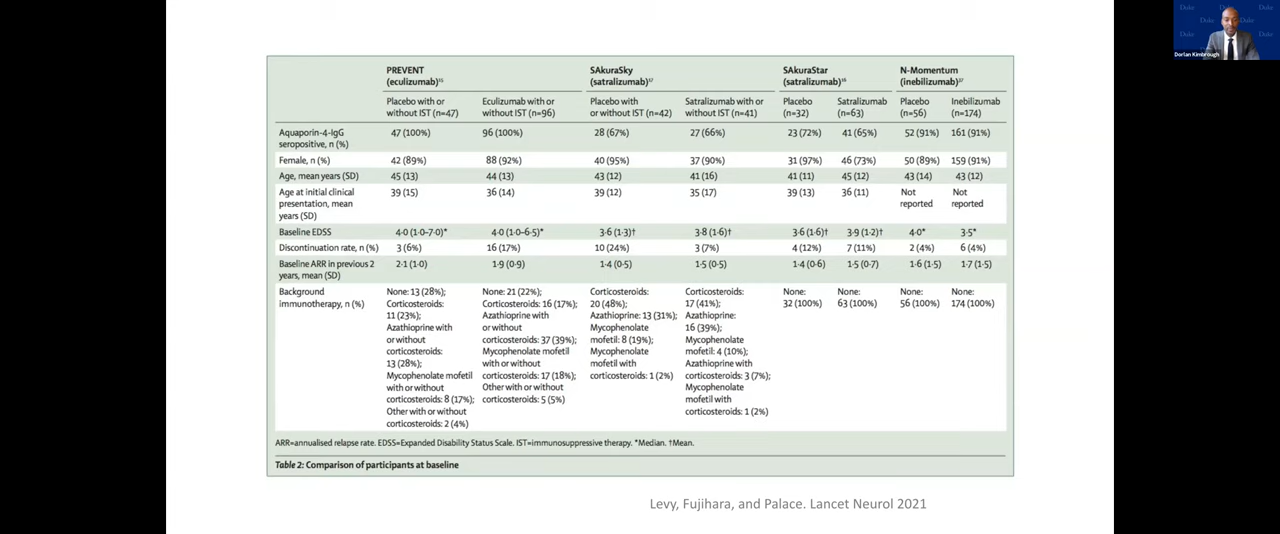 Duke
Duke
Duke
Duke
Duke
Duke
Dorlan Kimbrough
PREVENT (eculizumab)¹⁵ SAkuraSky (satralizumab)¹⁷ SAkuraStar (satralizumab)¹⁶ N-Momentum (inebilizumab)²⁷
Placebo with or without IST (n=47) Eculizumab with or without IST (n=96) Placebo with or without IST (n=42) Satralizumab with or without IST (n=41) Placebo (n=32) Satralizumab (n=63) Placebo (n=56) Inebilizumab (n=174)
Aquaporin-4-IgG seropositive, n (%) 47 (100%) 96 (100%) 28 (67%) 27 (66%) 23 (72%) 41 (65%) 52 (91%) 161 (91%)
Female, n (%) 42 (89%) 88 (92%) 40 (95%) 37 (90%) 31 (97%) 46 (73%) 50 (89%) 159 (91%)
Age, mean years (SD) 45 (13) 44 (13) 43 (12) 41 (16) 41 (11) 45 (12) 43 (14) 43 (12)
Age at initial clinical presentation, mean years (SD) 39 (15) 36 (14) 39 (12) 35 (17) 39 (13) 36 (11) Not reported Not reported
Baseline EDSS 4·0 (1·0–7·0)* 4·0 (1·0–6·5)* 3·6 (1·3)† 3·8 (1·6)† 3·6 (1·6)† 3·9 (1·2)† 4·0* 3·5*
Discontinuation rate, n (%) 3 (6%) 16 (17%) 10 (24%) 3 (7%) 4 (12%) 7 (11%) 2 (4%) 6 (4%)
Baseline ARR in previous 2 years, mean (SD) 2·1 (1·0) 1·9 (0·9) 1·4 (0·5) 1·5 (0·5) 1·4 (0·6) 1·5 (0·7) 1·6 (1·5) 1·7 (1·5)
Background immunotherapy, n (%)
None: 13 (28%);
Corticosteroids:
11 (23%);
Azathioprine with
or without
corticosteroids:
13 (28%);
Mycophenolate mofetil
with or without
corticosteroids: 8 (17%);
Other with or without
corticosteroids: 2 (4%)
None: 21 (22%);
Corticosteroids: 16 (17%);
Azathioprine with
or without
corticosteroids: 37 (39%);
Mycophenolate mofetil
with or without
corticosteroids: 17 (18%);
Other with or without
corticosteroids: 5 (5%)
Corticosteroids:
20 (48%);
Azathioprine: 13 (31%);
Mycophenolate
mofetil: 8 (19%);
Mycophenolate
mofetil with
corticosteroids: 1 (2%)
Corticosteroids:
17 (41%);
Azathioprine:
16 (39%);
Mycophenolate
mofetil: 4 (10%);
Azathioprine with
corticosteroids: 3 (7%);
Mycophenolate
mofetil with
corticosteroids: 1 (2%)
None:
32 (100%)
None:
63 (100%)
None:
56 (100%)
None:
174 (100%)
ARR=annualised relapse rate. EDSS=Expanded Disability Status Scale. IST=immunosuppressive therapy. *Median. †Mean.
Table 2: Comparison of participants at baseline
Levy, Fujihara, and Palace. Lancet Neurol 2021